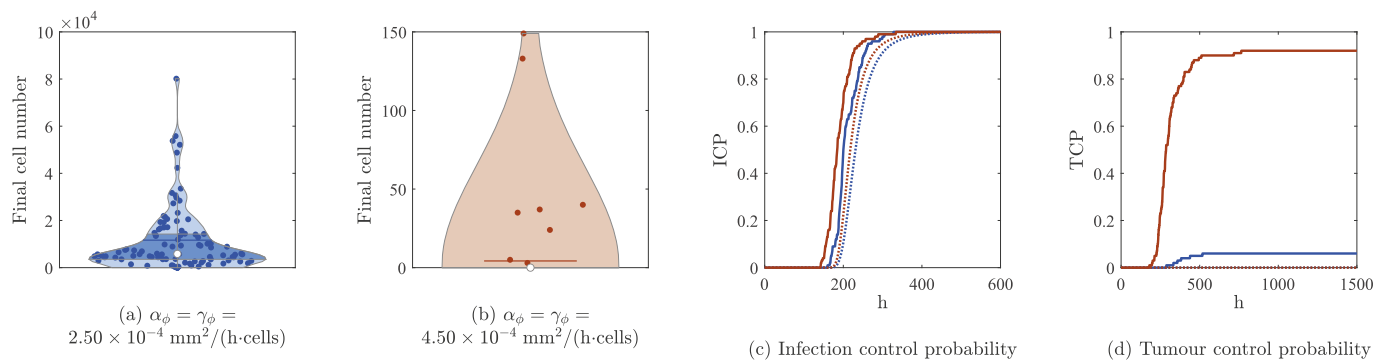 ×10⁴
10
8
6
4
2
0
Final cell number
(a) α_ϕ = γ_ϕ =
2.50 × 10⁻⁴ mm²/(h·cells)
150
100
50
0
Final cell number
(b) α_ϕ = γ_ϕ =
4.50 × 10⁻⁴ mm²/(h·cells)
1
0.8
0.6
0.4
0.2
0
ICP
0 200 400 600
h
(c) Infection control probability
1
0.8
0.6
0.4
0.2
0
TCP
0 500 1000 1500
h
(d) Tumour control probability